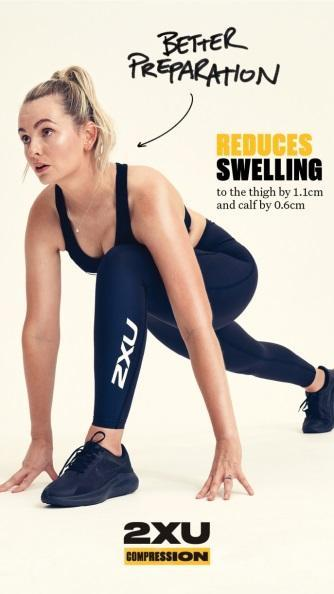 BETTER
PREPARATION
REDUCES
SWELLING
to the thigh by 1.1cm
and calf by 0.6cm
2XU
2XU
COMPRESSION